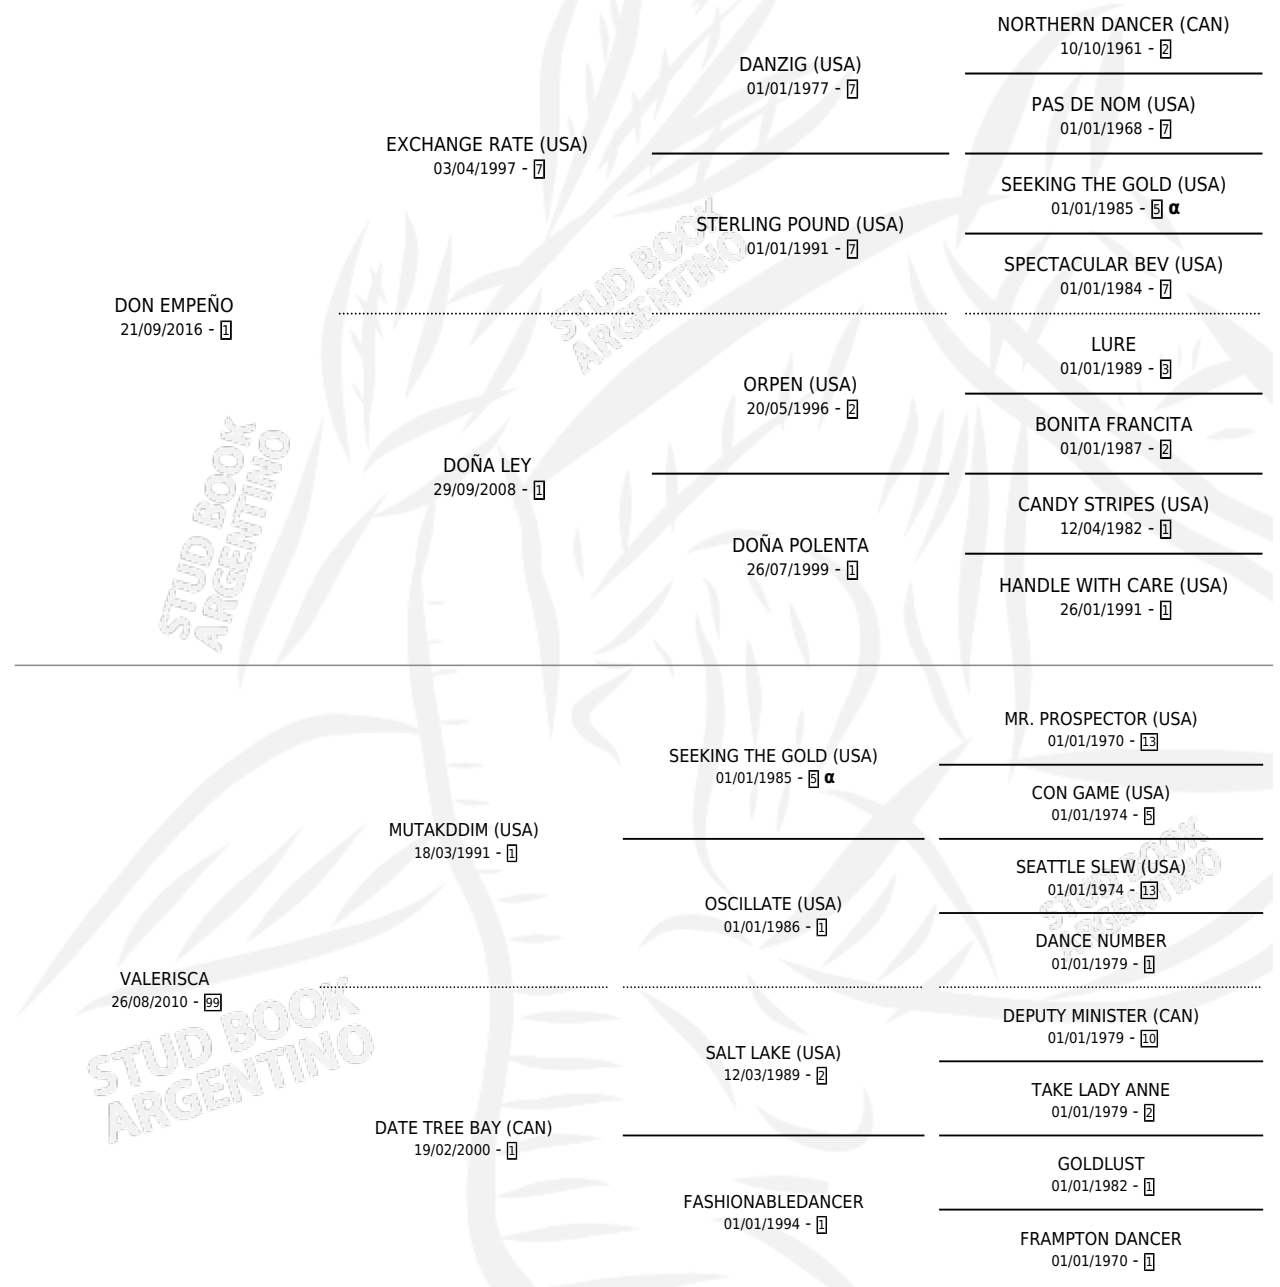 NORTHERN DANCER (CAN)
10/10/1961 - 2
DANZIG (USA)
01/01/1977 - 7
PAS DE NOM (USA)
01/01/1968 - 7
EXCHANGE RATE (USA)
03/04/1997 - 7
SEEKING THE GOLD (USA)
01/01/1985 - 5 α
STERLING POUND (USA)
01/01/1991 - 7
SPECTACULAR BEV (USA)
01/01/1984 - 7
DON EMPEÑO
21/09/2016 - 1
LURE
01/01/1989 - 3
ORPEN (USA)
20/05/1996 - 2
BONITA FRANCITA
01/01/1987 - 2
DOÑA LEY
29/09/2008 - 1
CANDY STRIPES (USA)
12/04/1982 - 1
DOÑA POLENTA
26/07/1999 - 1
HANDLE WITH CARE (USA)
26/01/1991 - 1
MR. PROSPECTOR (USA)
01/01/1970 - 13
SEEKING THE GOLD (USA)
01/01/1985 - 5 α
CON GAME (USA)
01/01/1974 - 5
MUTAKDDIM (USA)
18/03/1991 - 1
SEATTLE SLEW (USA)
01/01/1974 - 13
OSCILLATE (USA)
01/01/1986 - 1
DANCE NUMBER
01/01/1979 - 1
VALERISCA
26/08/2010 - 99
DEPUTY MINISTER (CAN)
01/01/1979 - 10
SALT LAKE (USA)
12/03/1989 - 2
TAKE LADY ANNE
01/01/1979 - 2
DATE TREE BAY (CAN)
19/02/2000 - 1
GOLDLUST
01/01/1982 - 1
FASHIONABLEDANCER
01/01/1994 - 1
FRAMPTON DANCER
01/01/1970 - 1
STUD BOOK
ARGENTINO
STUD BOOK
ARGENTINO
STUD BOOK
ARGENTINO
STUD BOOK
ARGENTINO